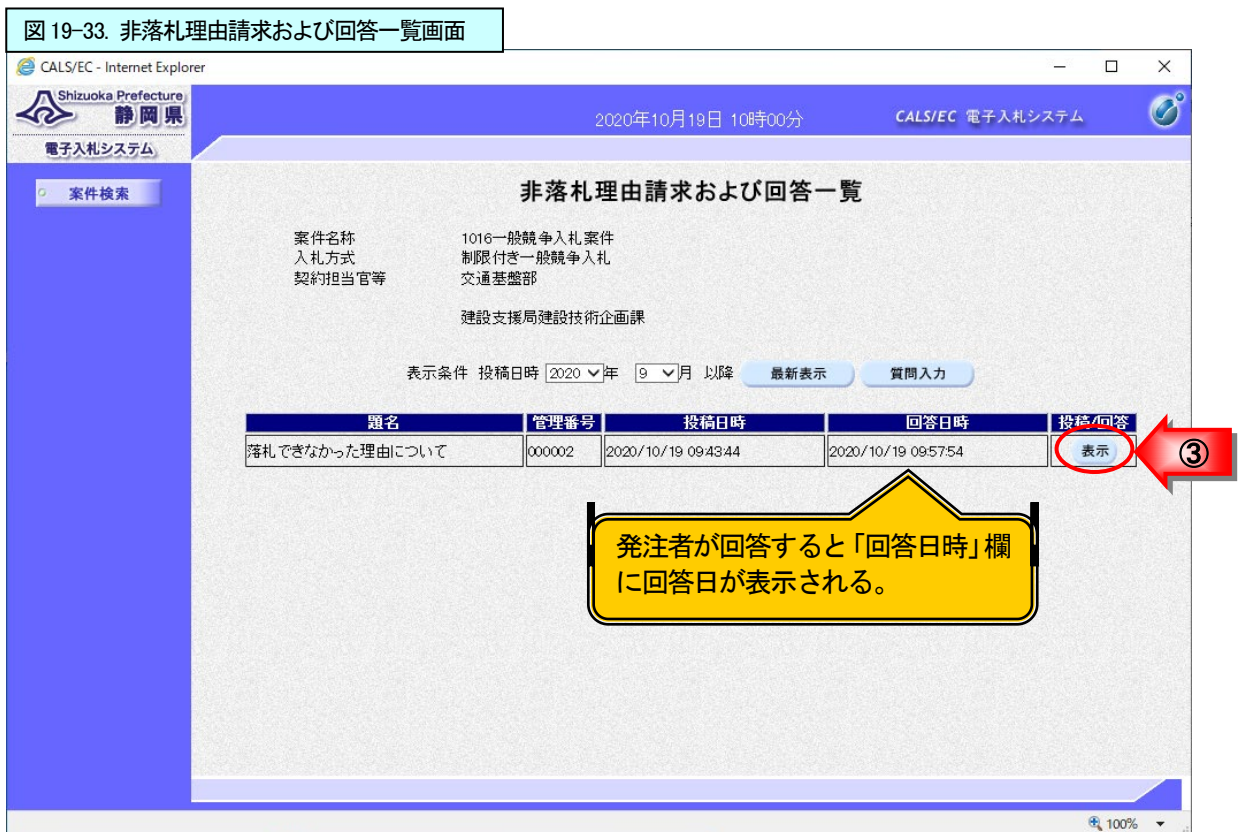 図 19-33. 非落札理由請求および回答一覧画面
CALS/EC - Internet Explorer
Shizuoka Prefecture
静岡県
2020年10月19日 10時00分
CALS/EC 電子入札システム
電子入札システム
案件検索
非落札理由請求および回答一覧
案件名称 1016一般競争入札案件
入札方式 制限付き一般競争入札
契約担当官等 交通基盤部
建設支援局建設技術企画課
表示条件 投稿日時 2020 年 9 月 以降 最新表示 質問入力
題名 管理番号 投稿日時 回答日時 投稿/回答
落札できなかった理由について 000002 2020/10/19 09:43:44 2020/10/19 09:57:54 表示
③
発注者が回答すると「回答日時」欄
に回答日が表示される。
100%